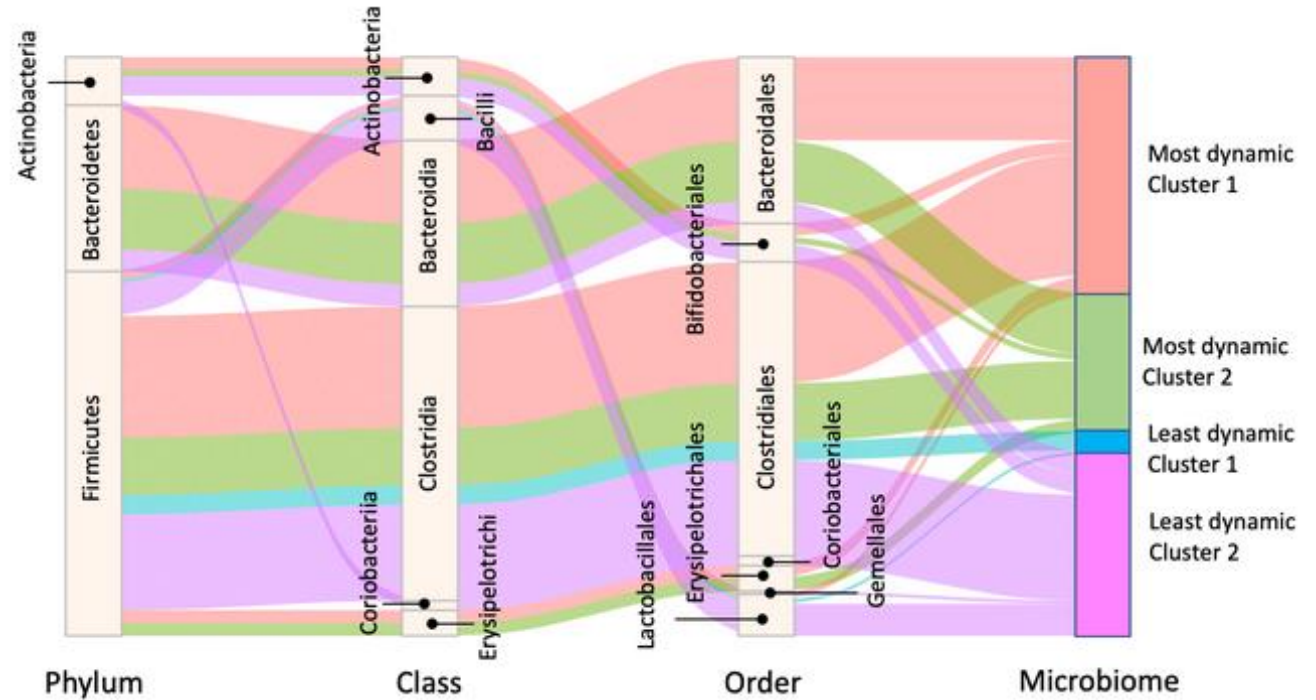 Actinobacteria
Bacteroidetes
Firmicutes
Actinobacteria
Bacilli
Bacteroidia
Clostridia
Coriobacteriia
Erysipelotrichi
Bacteroidales
Bifidobacteriales
Clostridiales
Coriobacteriales
Erysipelotrichales
Gemellales
Lactobacillales
Most dynamic
Cluster 1
Most dynamic
Cluster 2
Least dynamic
Cluster 1
Least dynamic
Cluster 2
Phylum
Class
Order
Microbiome